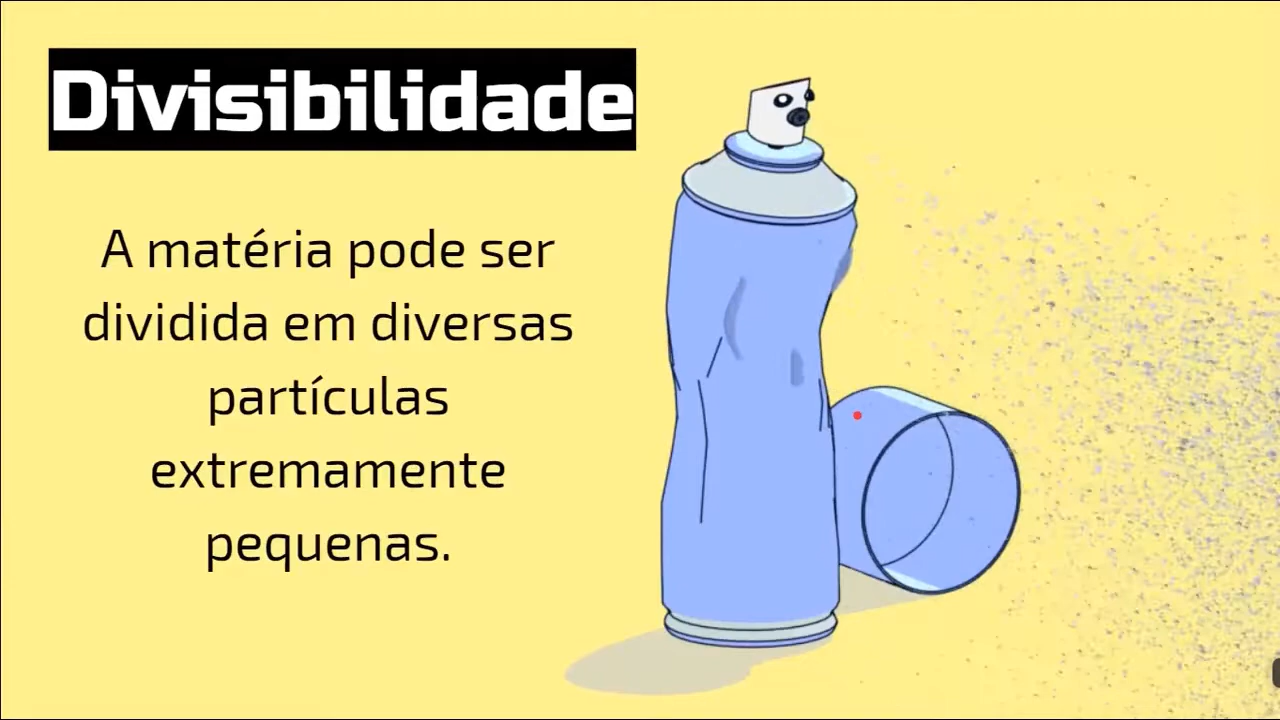 Divisibilidade
A matéria pode ser
dividida em diversas
partículas
extremamente
pequenas.